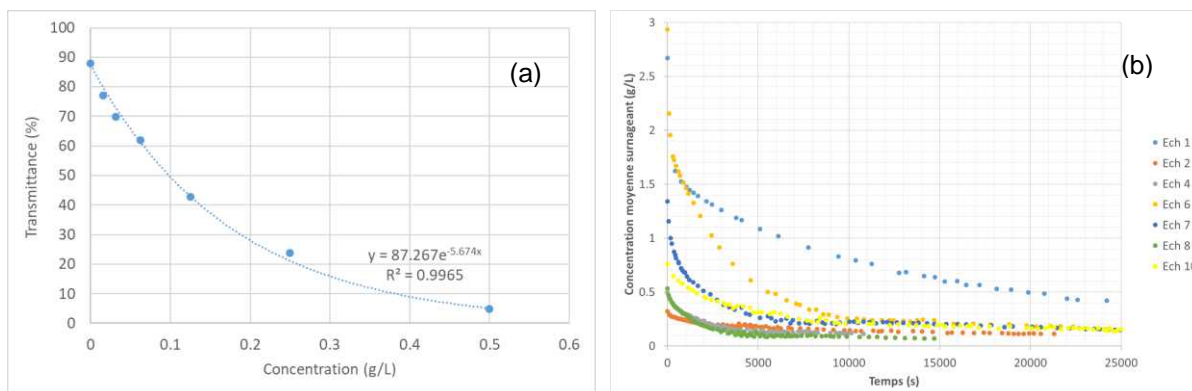 (a)
Transmittance (%)
100
90
80
70
60
50
40
30
20
10
0
y = 87.267e^-5.674x
R² = 0.9965
0 0.1 0.2 0.3 0.4 0.5 0.6
Concentration (g/L)
(b)
Concentration moyenne surnageant (g/L)
3
2.5
2
1.5
1
0.5
0
0 5000 10000 15000 20000 25000
Temps (s)
Ech 1
Ech 2
Ech 4
Ech 6
Ech 7
Ech 8
Ech 10